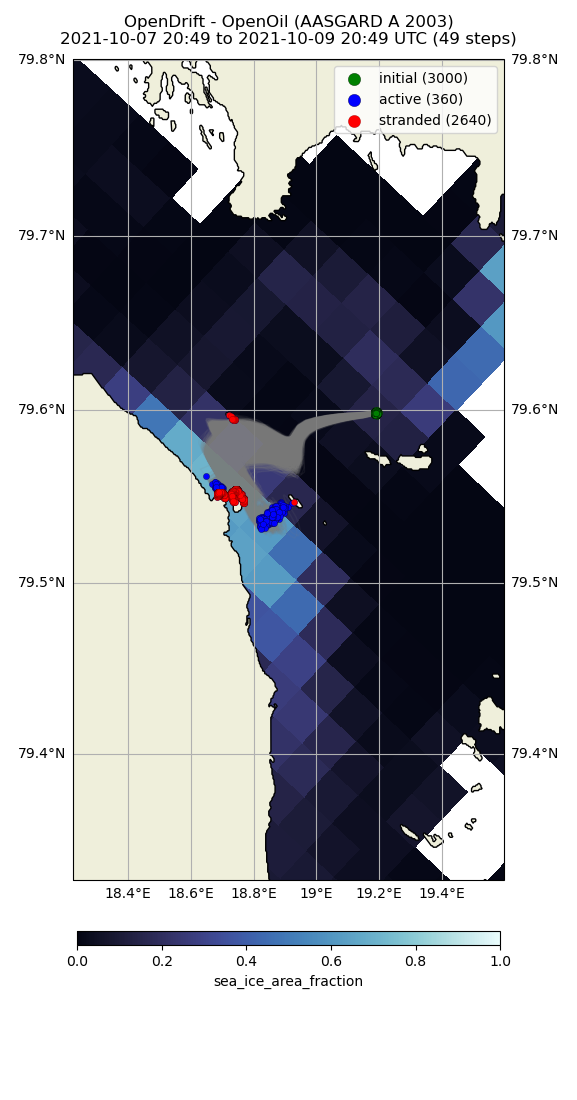 OpenDrift - OpenOil (AASGARD A 2003)
2021-10-07 20:49 to 2021-10-09 20:49 UTC (49 steps)
79.8°N 79.8°N
initial (3000)
active (360)
stranded (2640)
79.7°N 79.7°N
79.6°N 79.6°N
79.5°N 79.5°N
79.4°N 79.4°N
18.4°E 18.6°E 18.8°E 19°E 19.2°E 19.4°E
0.0 0.2 0.4 0.6 0.8 1.0
sea_ice_area_fraction